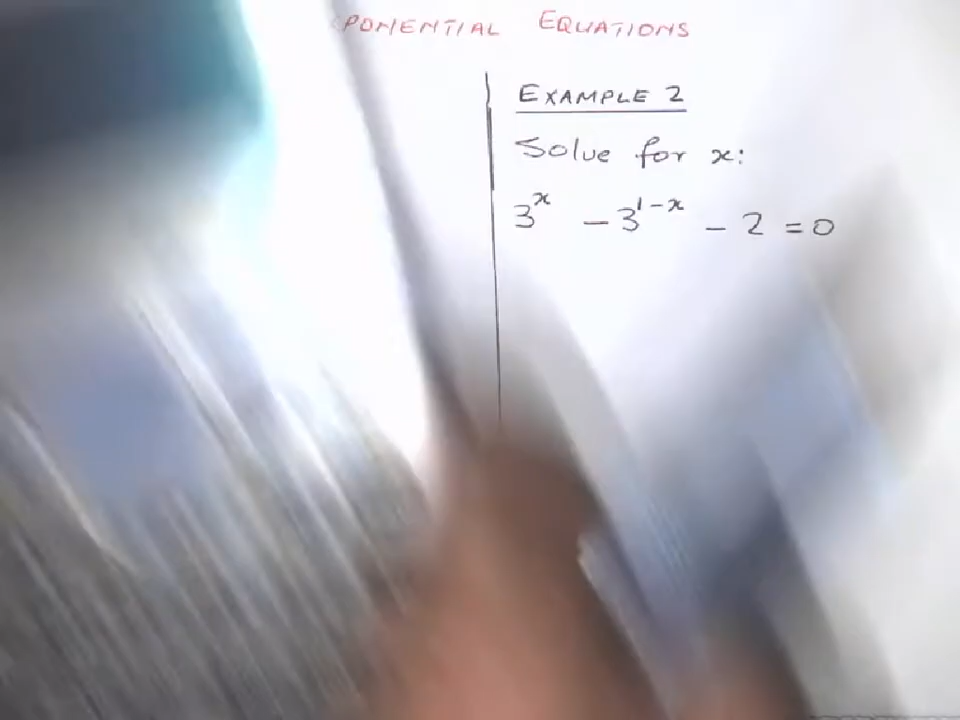 PONENTIAL EQUATIONS
EXAMPLE 2
Solve for x:
3^x - 3^{1-x} - 2 = 0